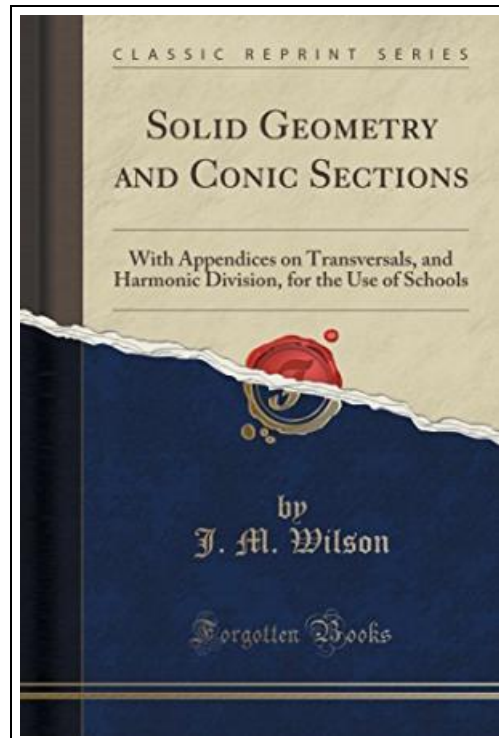 CLASSIC REPRINT SERIES
SOLID GEOMETRY
AND CONIC SECTIONS
With Appendices on Transversals, and
Harmonic Division, for the Use of Schools
by
J. M. Wilson
Forgotten Books